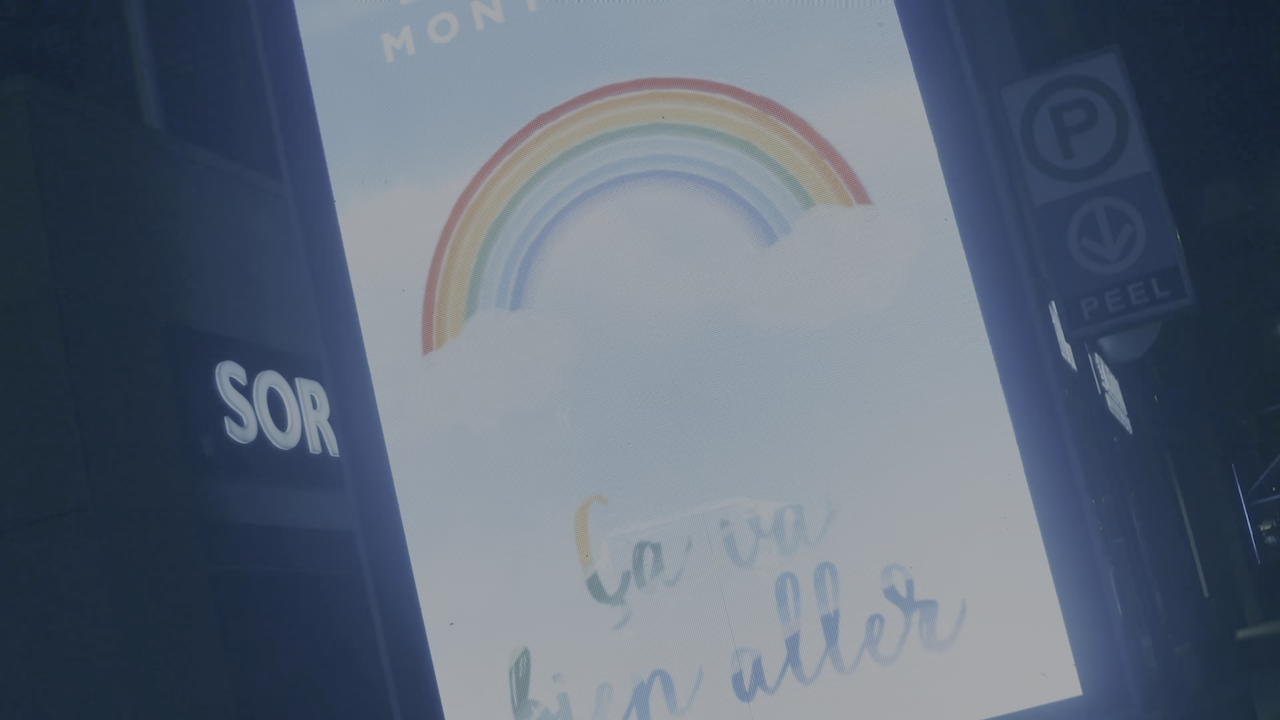 MONT
Ça va
bien aller
SOR
P
PEEL